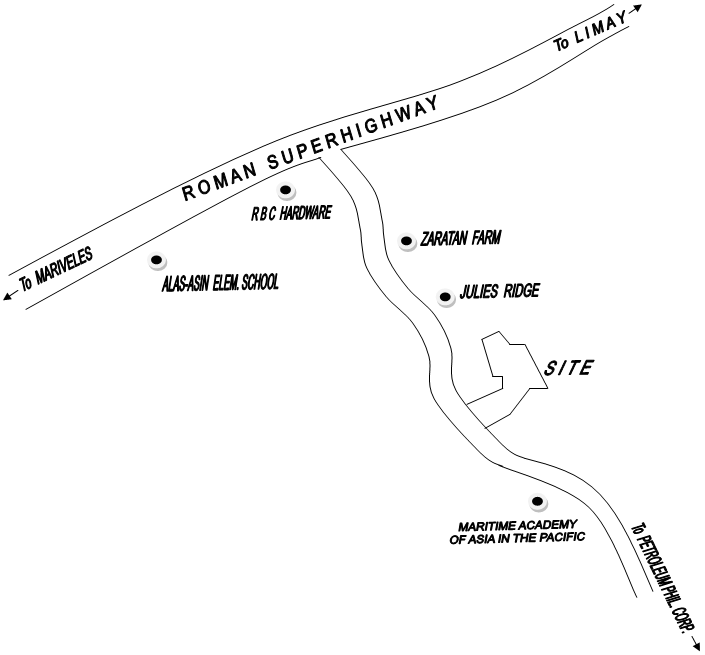 To LIMAY
ROMAN SUPERHIGHWAY
R B C HARDWARE
ZARATAN FARM
To MARIVELES
ALAS-ASIN ELEM. SCHOOL
JULIES RIDGE
SITE
MARITIME ACADEMY
OF ASIA IN THE PACIFIC
To PETROLEUM PHIL CORP.